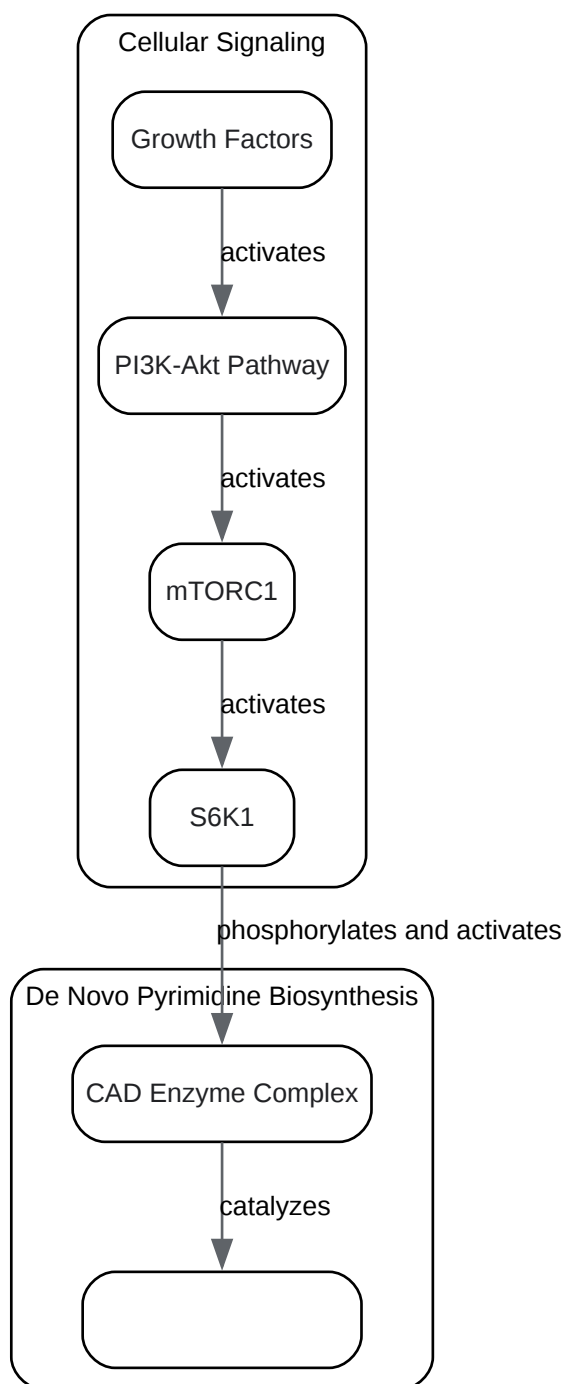 Cellular Signaling
Growth Factors
activates
PI3K-Akt Pathway
activates
mTORC1
activates
S6K1
phosphorylates and activates
De Novo Pyrimidine Biosynthesis
CAD Enzyme Complex
catalyzes